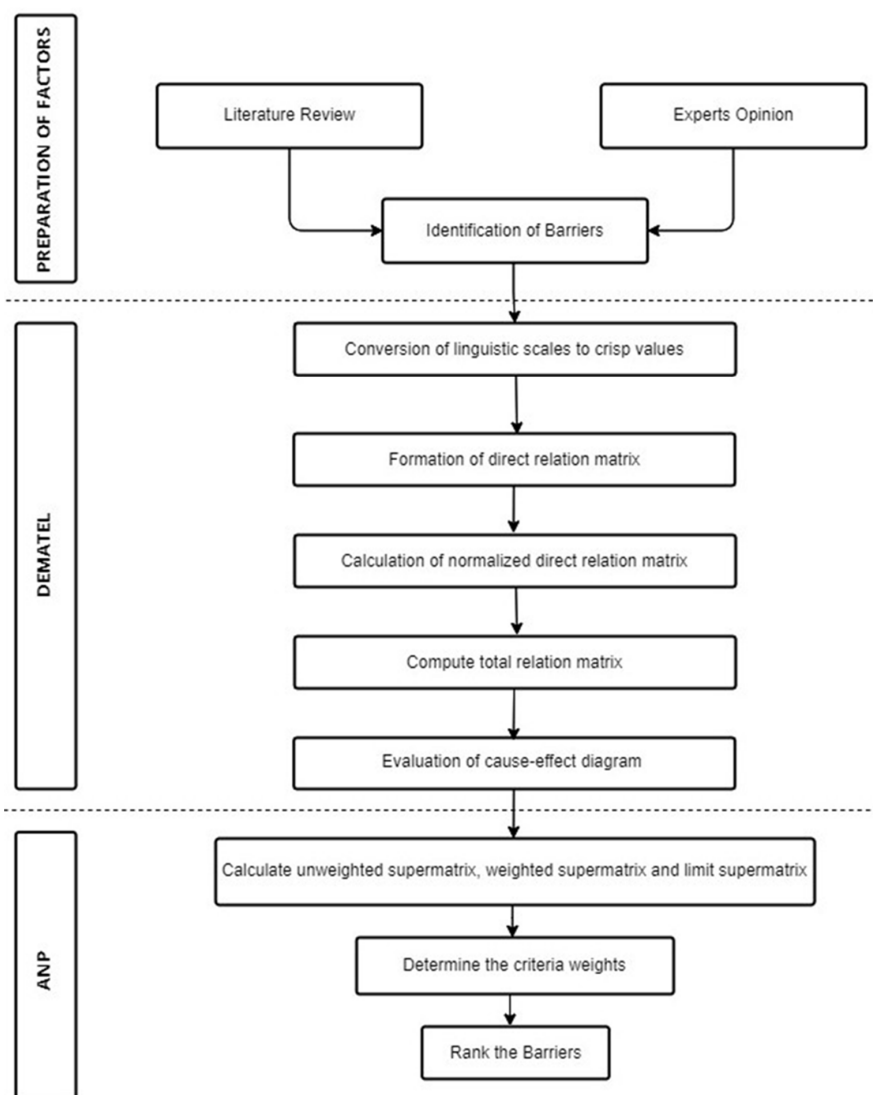 PREPARATION OF FACTORS
Literature Review
Experts Opinion
Identification of Barriers
DEMATEL
Conversion of linguistic scales to crisp values
Formation of direct relation matrix
Calculation of normalized direct relation matrix
Compute total relation matrix
Evaluation of cause-effect diagram
ANP
Calculate unweighted supermatrix, weighted supermatrix and limit supermatrix
Determine the criteria weights
Rank the Barriers